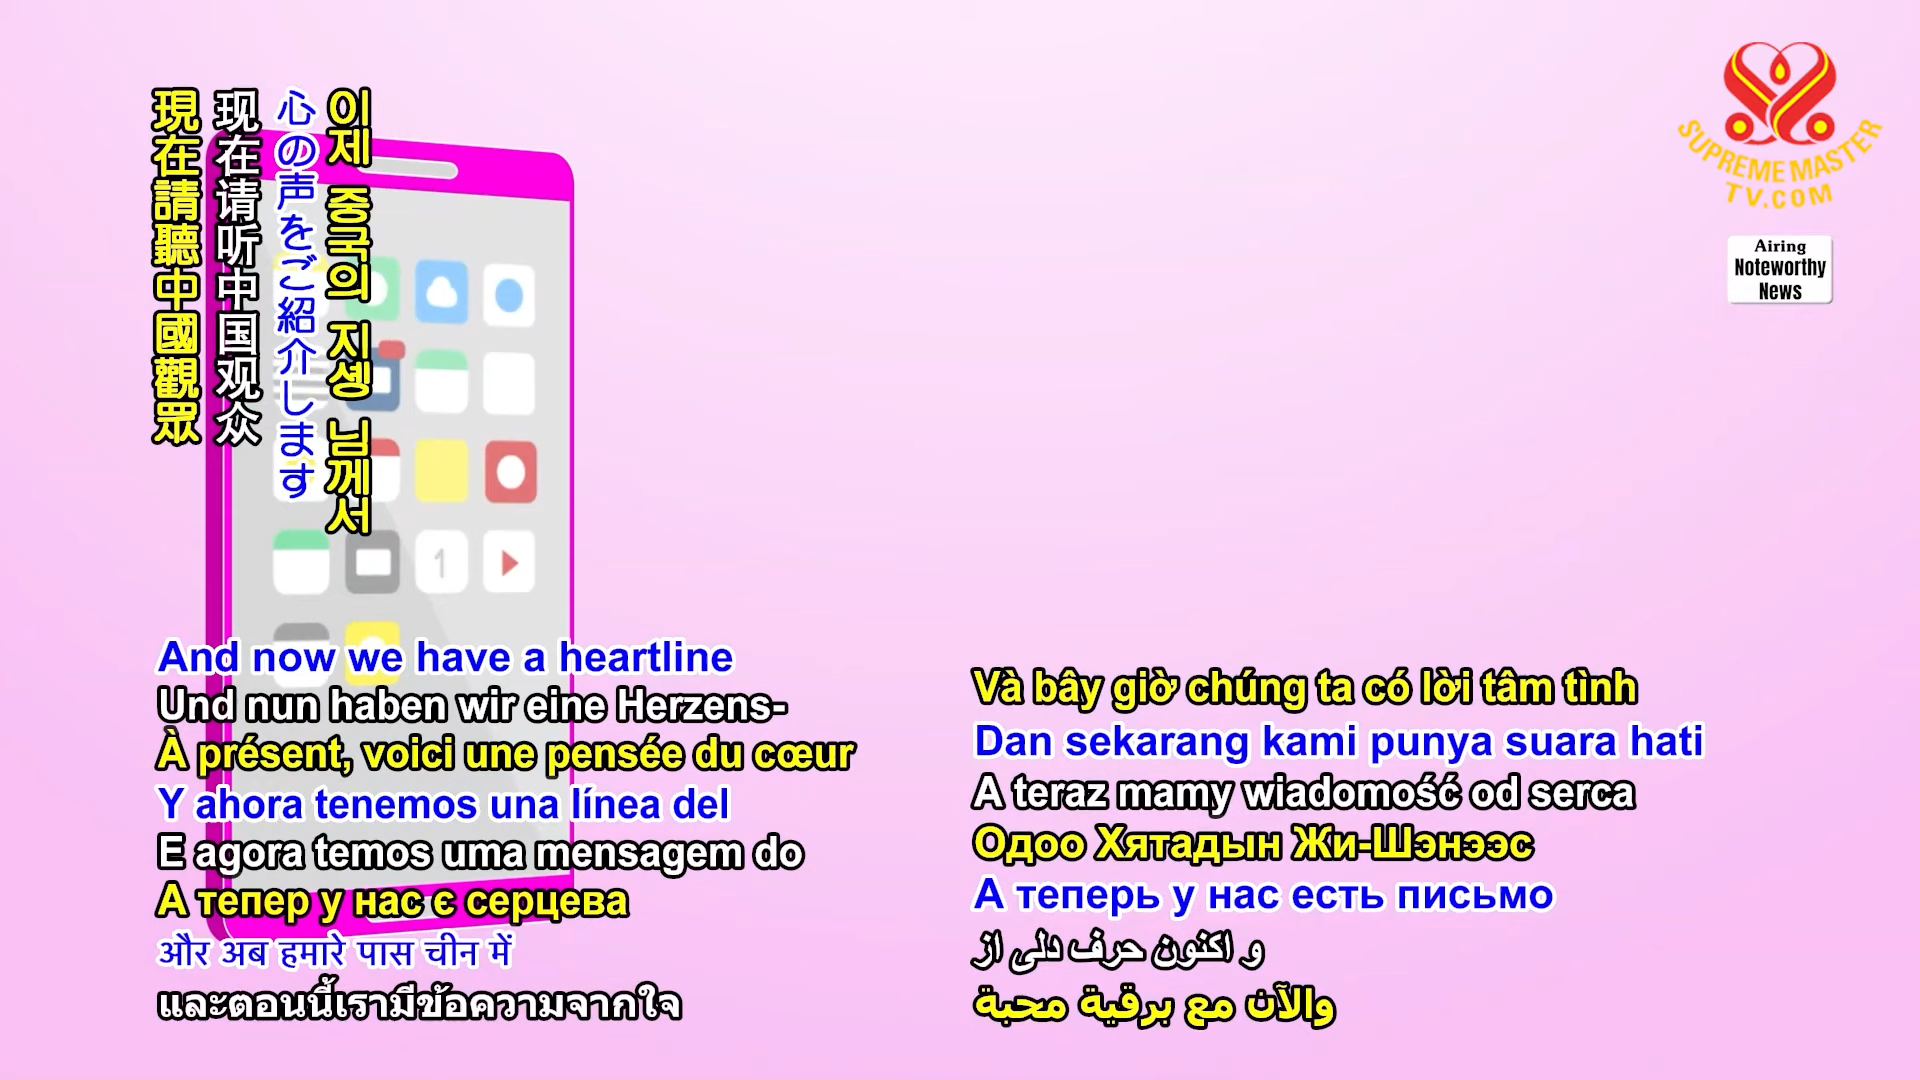 現在請聽中國觀眾
现在请听中国观众
心の声をご紹介します
이제 중국의 지셩 님께서
SUPREME MASTER
TV.COM
Airing
Noteworthy
News
1
And now we have a heartline
Und nun haben wir eine Herzens-
À présent, voici une pensée du cœur
Y ahora tenemos una línea del
E agora temos uma mensagem do
А тепер у нас є серцева
और अब हमारे पास चीन में
และตอนนี้เรามีข้อความจากใจ
Và bây giờ chúng ta có lời tâm tình
Dan sekarang kami punya suara hati
A teraz mamy wiadomość od serca
Одоо Хятадын Жи-Шэнээс
А теперь у нас есть письмо
و اکنون حرف دلی از
والآن مع برقية محبة